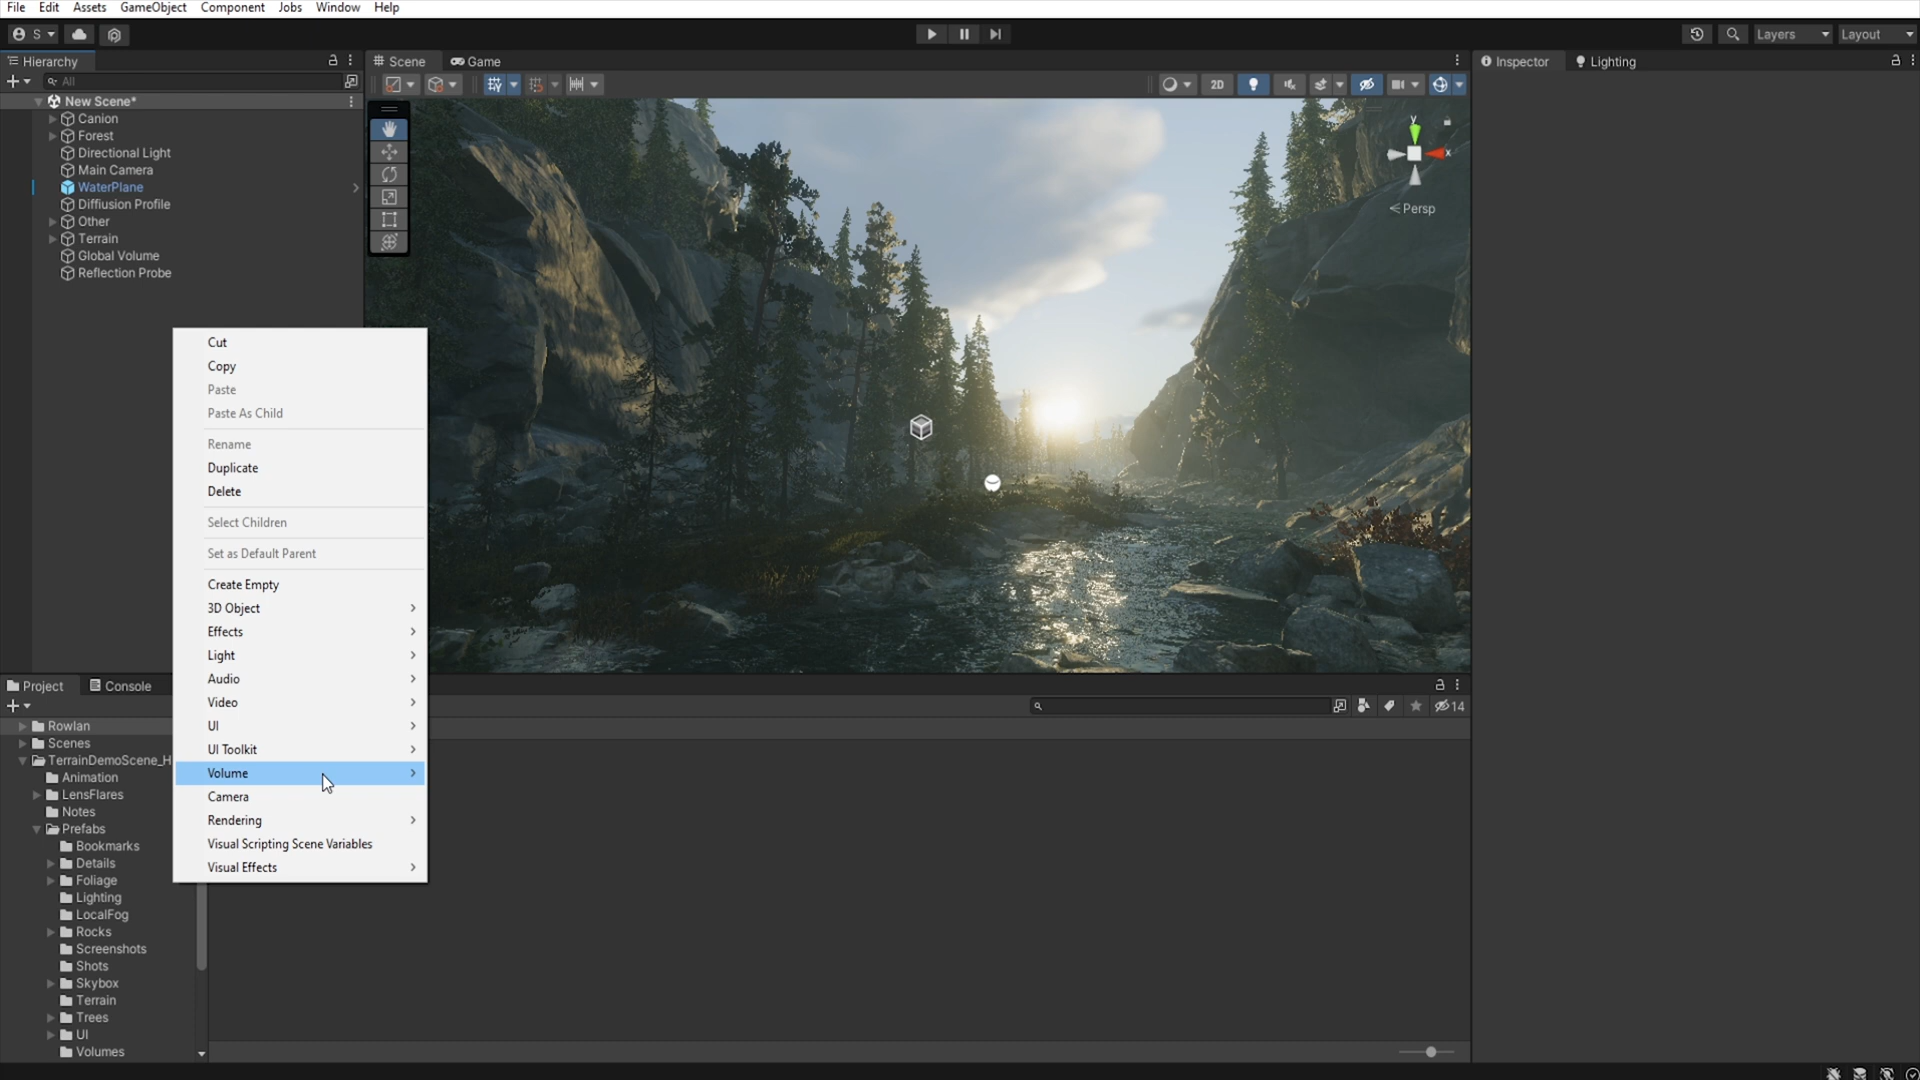 File Edit Assets GameObject Component Jobs Window Help
S Layers Layout
Hierarchy Scene Game Inspector Lighting
All 2D
New Scene*
Canion
Forest
Directional Light
Main Camera
WaterPlane
Diffiusion Profile
Other
Terrain
Global Volume
Reflection Probe
y
x
Persp
Cut
Copy
Paste
Paste As Child
Rename
Duplicate
Delete
Select Children
Set as Default Parent
Create Empty
3D Object
Effects
Light
Audio
Video
UI
UI Toolkit
Volume
Camera
Rendering
Visual Scripting Scene Variables
Visual Effects
Project Console
14
Rowlan
Scenes
TerrainDemoScene_H
Animation
LensFlares
Notes
Prefabs
Bookmarks
Details
Foliage
Lighting
LocalFog
Rocks
Screenshots
Shots
Skybox
Terrain
Trees
UI
Volumes